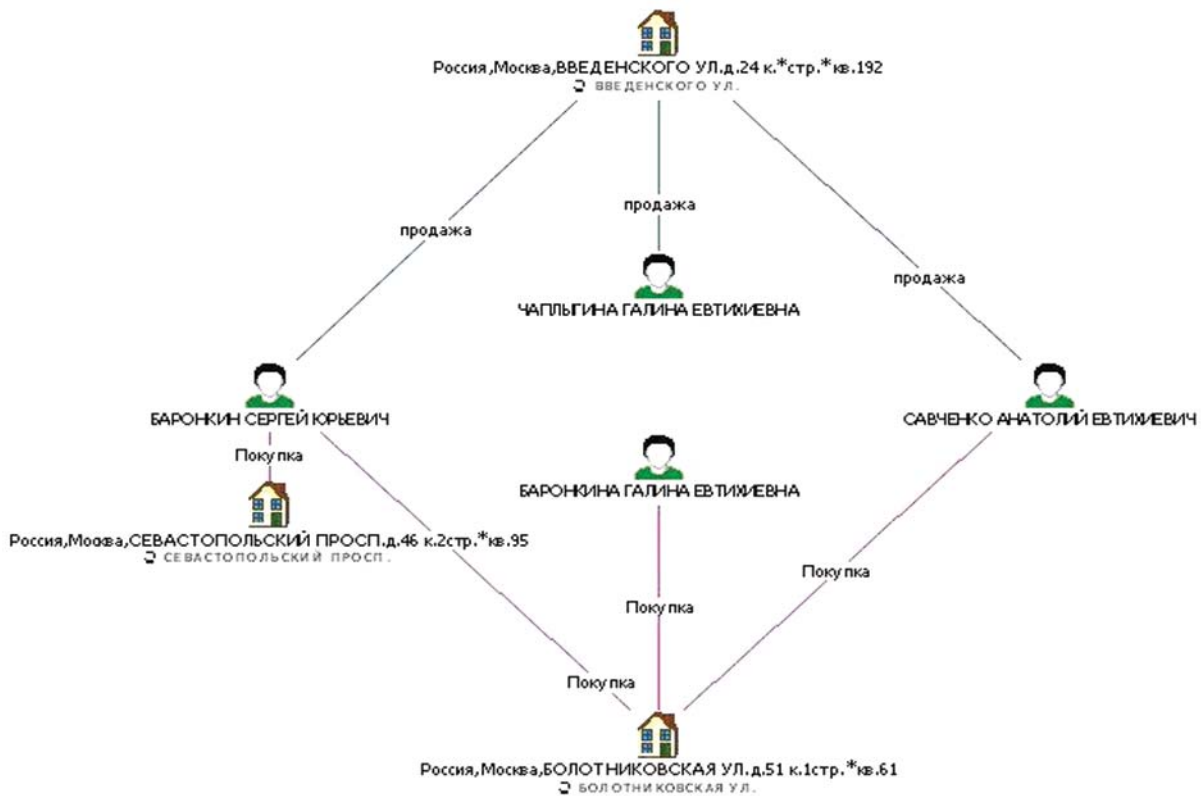 Россия,Москва,ВВЕДЕНСКОГО УЛ.д.24 к.*стр.*кв.192
ВВЕДЕНСКОГО УЛ.
продажа
продажа
продажа
ЧАПЛЫГИНА ГАЛИНА ЕВТИХИЕВНА
БАРОНКИН СЕРГЕЙ ЮРЬЕВИЧ
САВЧЕНКО АНАТОЛИЙ ЕВТИХИЕВИЧ
Покупка
БАРОНКИНА ГАЛИНА ЕВТИХИЕВНА
Россия,Москва,СЕВАСТОПОЛЬСКИЙ ПРОСП.д.46 к.2стр.*кв.95
СЕВАСТОПОЛЬСКИЙ ПРОСП.
Покупка
Покупка
Покупка
Россия,Москва,БОЛОТНИКОВСКАЯ УЛ.д.51 к.1стр.*кв.61
БОЛОТНИКОВСКАЯ УЛ.